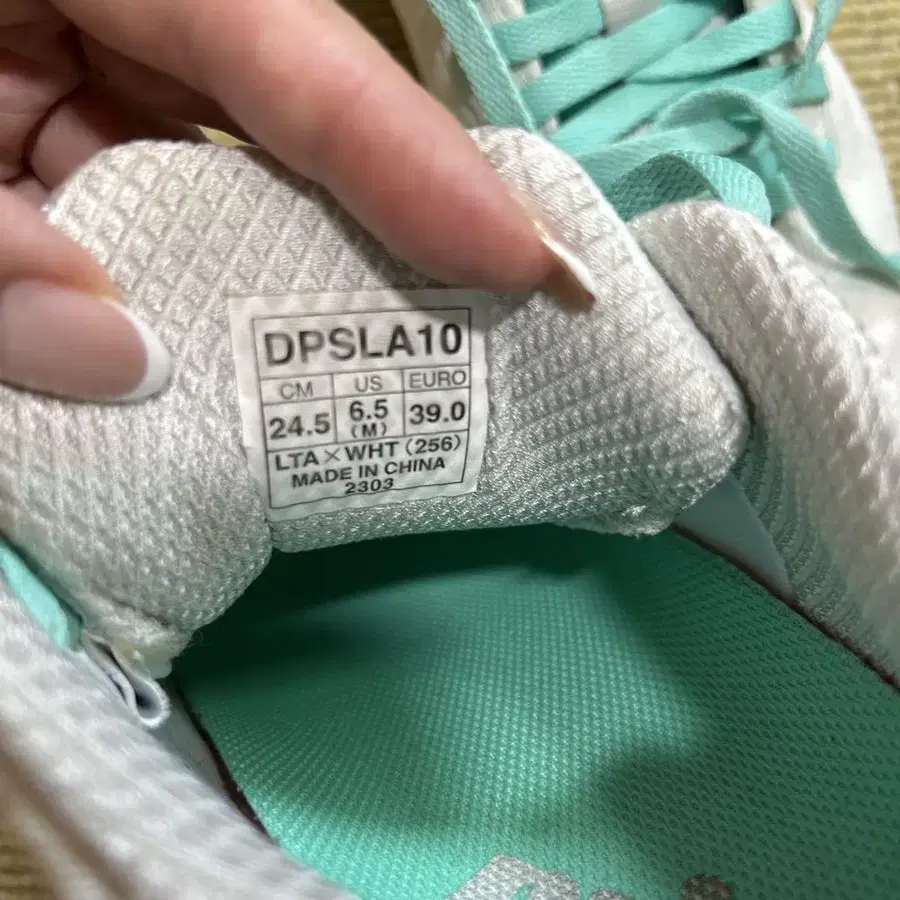 DPSLA10
CM US EURO
24.5 6.5 (M) 39.0
LTA×WHT (256)
MADE IN CHINA
2303